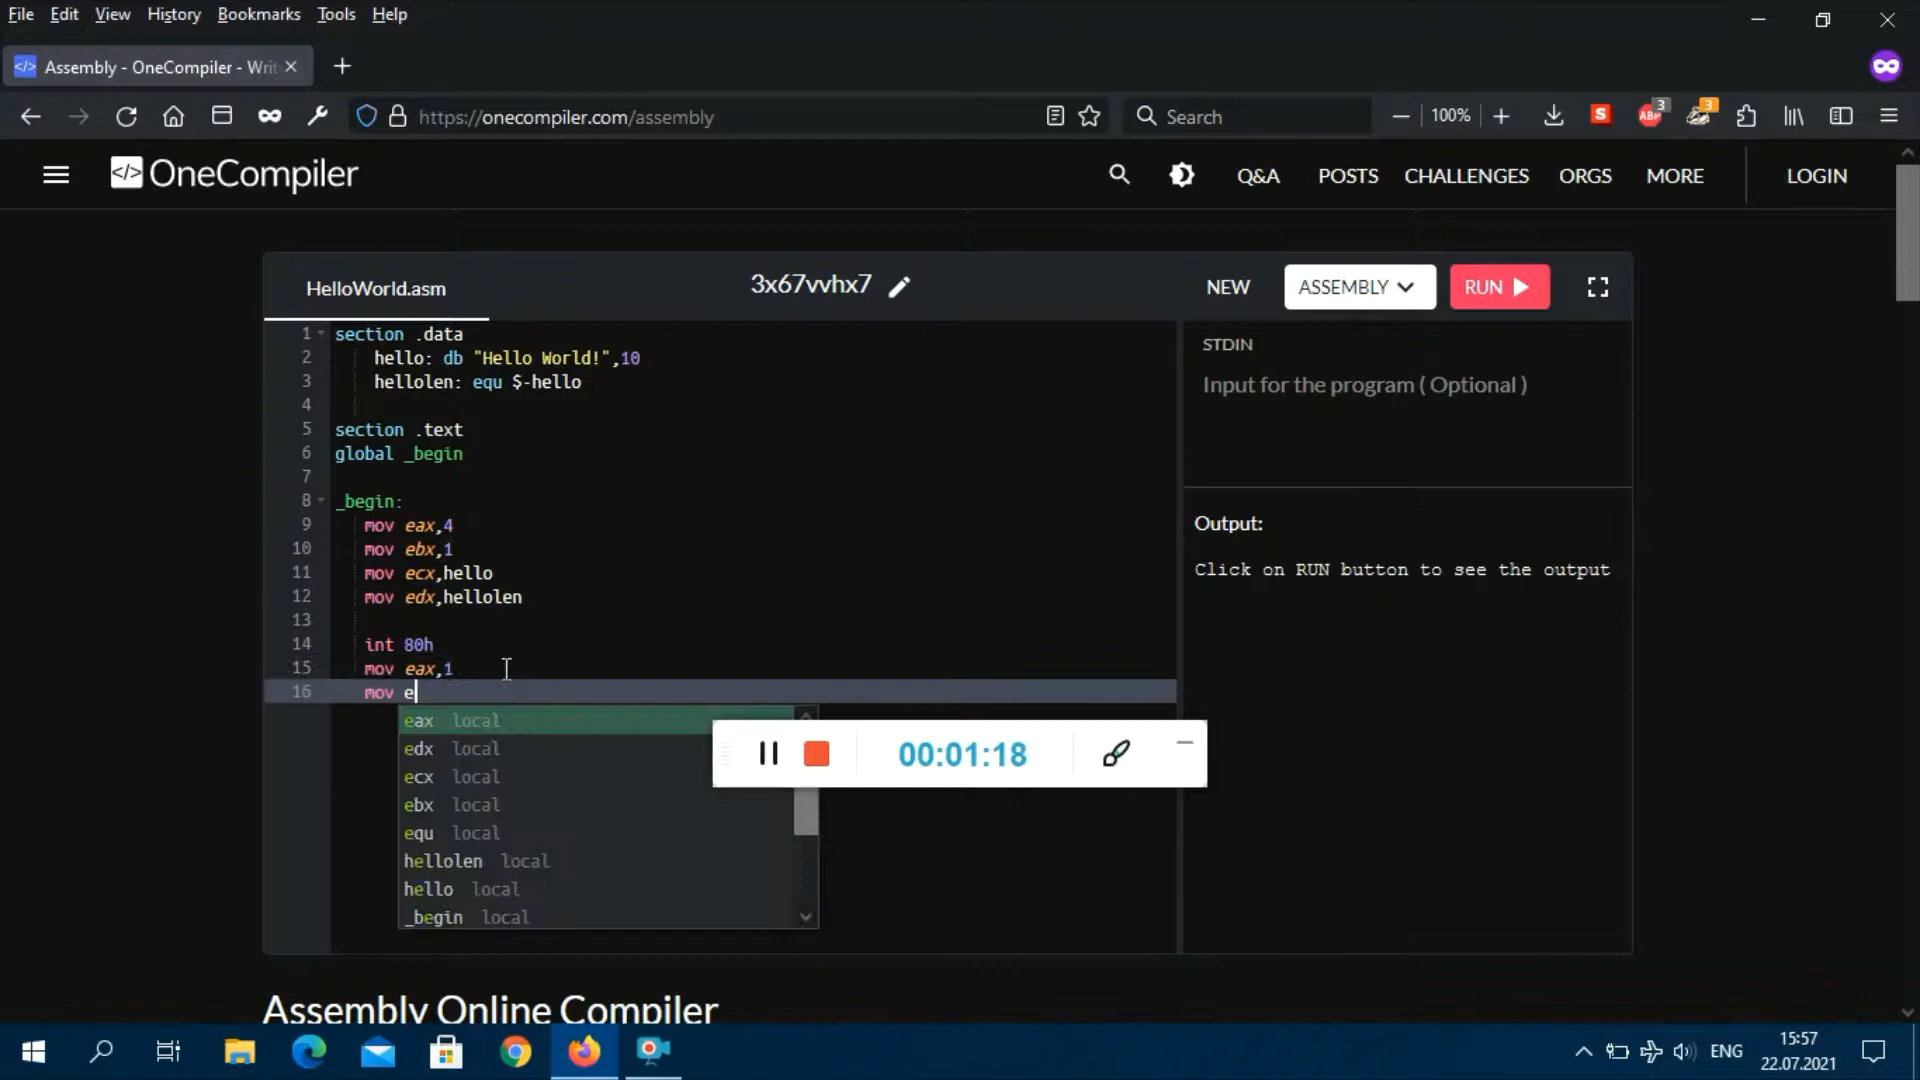 File Edit View History Bookmarks Tools Help
</> Assembly - OneCompiler - Writ
https://onecompiler.com/assembly
Search
100%
S
ABP 3
3
</> OneCompiler
Q&A POSTS CHALLENGES ORGS MORE LOGIN
HelloWorld.asm
3x67vvhx7
NEW ASSEMBLY RUN
1 section .data
2 hello: db "Hello World!",10
3 hellolen: equ $-hello
4
5 section .text
6 global _begin
7
8 _begin:
9 mov eax,4
10 mov ebx,1
11 mov ecx,hello
12 mov edx,hellolen
13
14 int 80h
15 mov eax,1
16 mov e
eax local
edx local
ecx local
ebx local
equ local
hellolen local
hello local
_begin local
STDIN
Input for the program ( Optional )
Output:
Click on RUN button to see the output
00:01:18
Assembly Online Compiler
ENG
15:57
22.07.2021